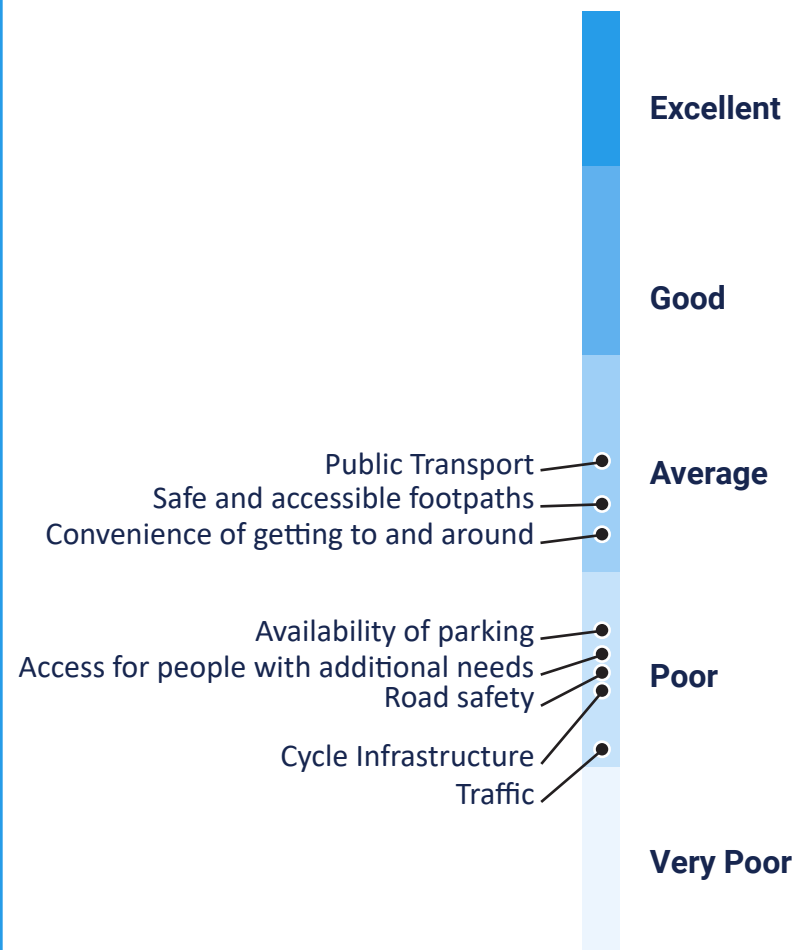 Excellent
Good
Public Transport
Average
Safe and accessible footpaths
Convenience of getting to and around
Availability of parking
Access for people with additional needs
Poor
Road safety
Cycle Infrastructure
Traffic
Very Poor